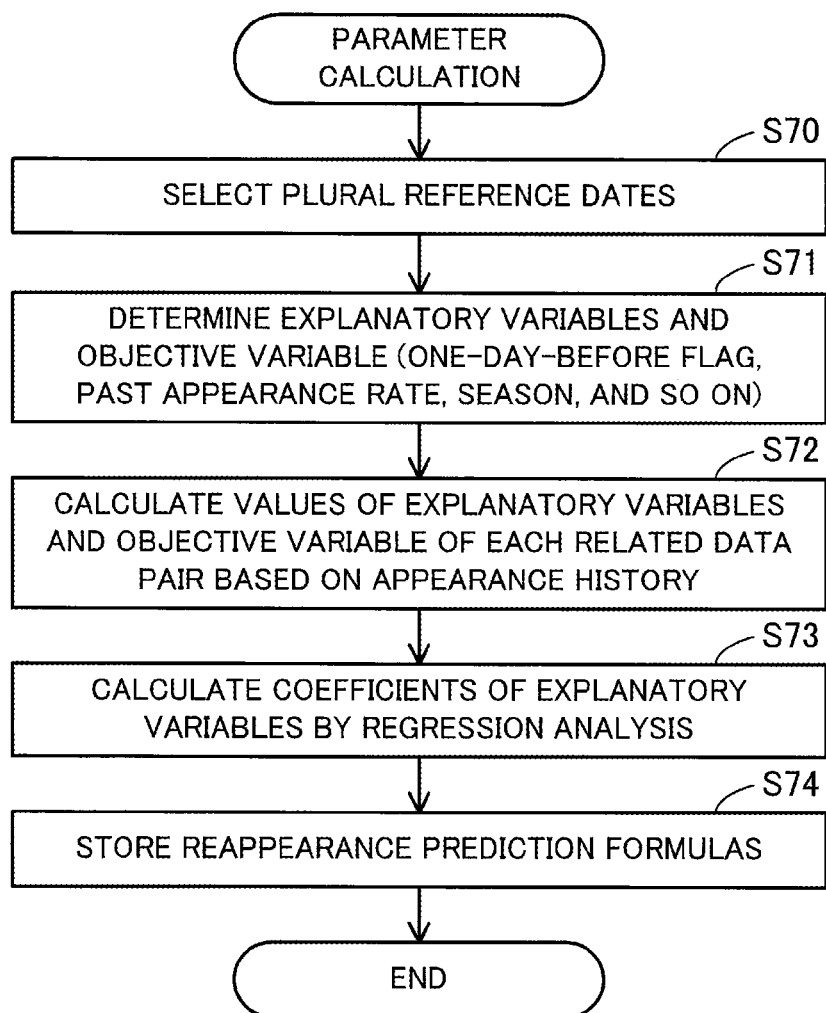 PARAMETER
CALCULATION
S70
SELECT PLURAL REFERENCE DATES
S71
DETERMINE EXPLANATORY VARIABLES AND
OBJECTIVE VARIABLE (ONE-DAY-BEFORE FLAG,
PAST APPEARANCE RATE, SEASON, AND SO ON)
S72
CALCULATE VALUES OF EXPLANATORY VARIABLES
AND OBJECTIVE VARIABLE OF EACH RELATED DATA
PAIR BASED ON APPEARANCE HISTORY
S73
CALCULATE COEFFICIENTS OF EXPLANATORY
VARIABLES BY REGRESSION ANALYSIS
S74
STORE REAPPEARANCE PREDICTION FORMULAS
END